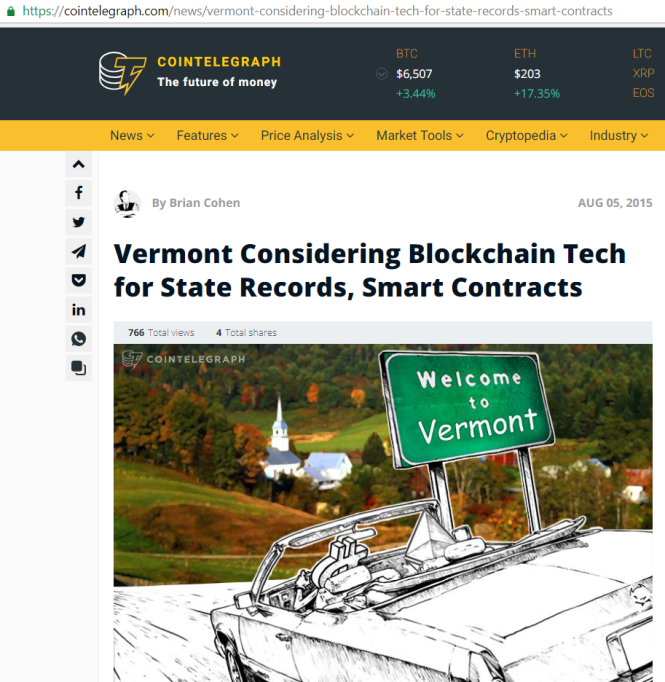 https://cointelegraph.com/news/vermont-considering-blockchain-tech-for-state-records-smart-contracts
COINTELEGRAPH
The future of money
BTC ETH LTC
$6,507 $203 XRP
+3.44% +17.35% EOS
News Features Price Analysis Market Tools Cryptopedia Industry
By Brian Cohen AUG 05, 2015
Vermont Considering Blockchain Tech
for State Records, Smart Contracts
766 Total views 4 Total shares
COINTELEGRAPH
Welcome
to
Vermont